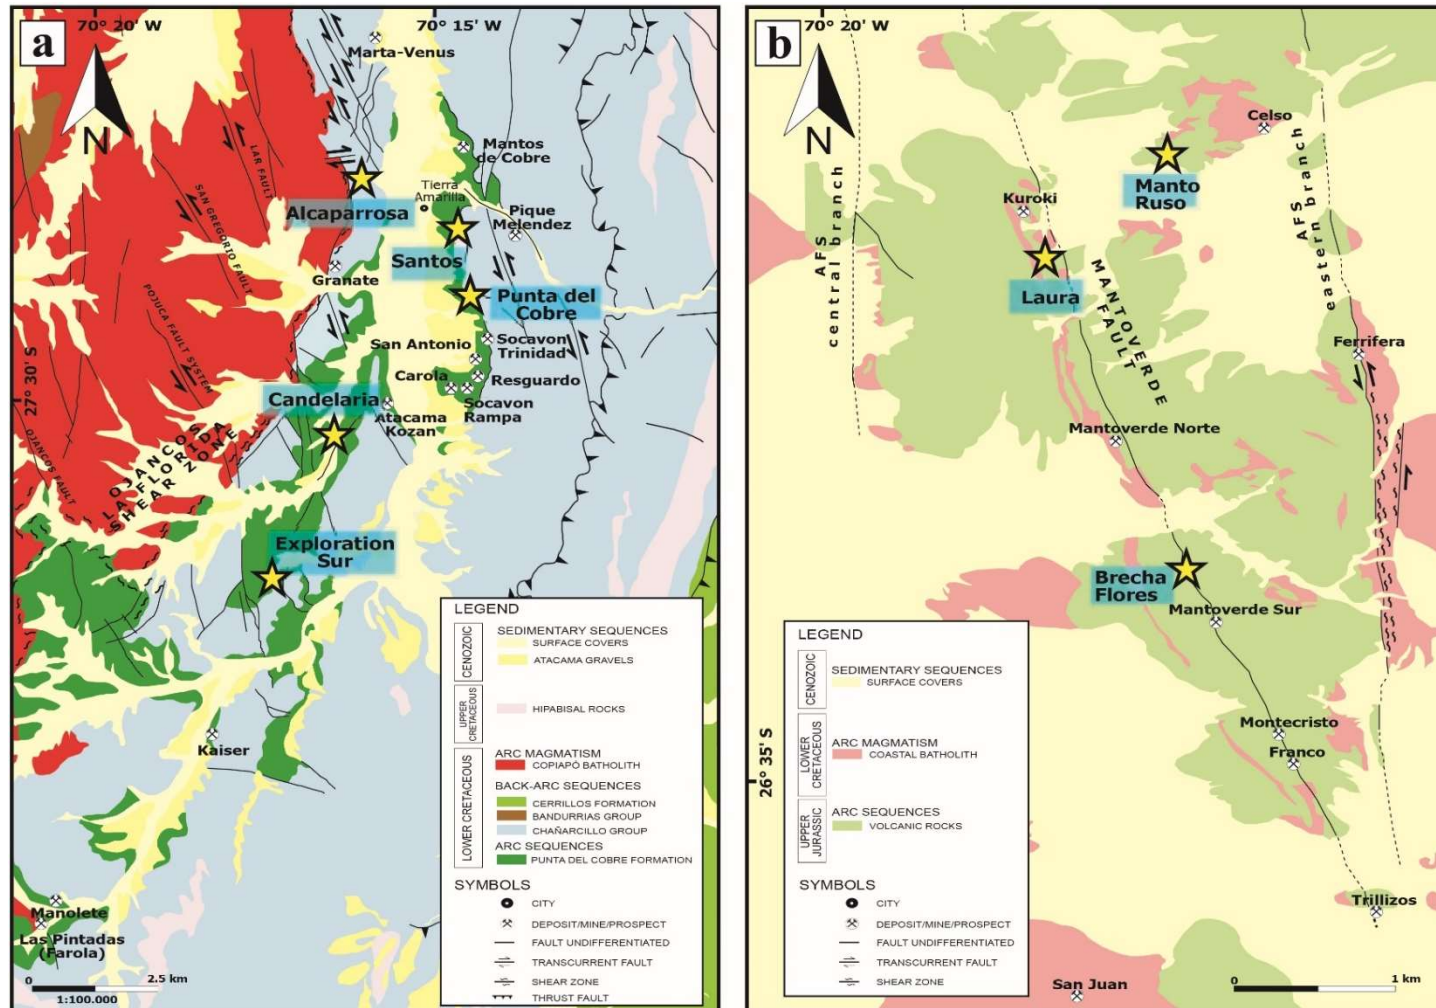 a
70° 20' W
70° 15' W
N
Marta-Venus
Mantos
de Cobre
Tierra
Amarilla
LAR FAULT
SAN GREGORIO FAULT
Alcaparrosa
Pique
Melendez
Santos
Granate
Punta del
Cobre
POJUCA FAULT SYSTEM
San Antonio
Socavon
Trinidad
27° 30' S
Carola
Resguardo
Candelaria
Socavon
Rampa
Atacama
Kozan
OJANCOS
LA FLORIDA
SHEAR ZONE
OJANCOS FAULT
Exploration
Sur
Kaiser
Manolete
Las Pintadas
(Farola)
0
2.5 km
1:100.000
LEGEND
CENOZOIC
SEDIMENTARY SEQUENCES
SURFACE COVERS
ATACAMA GRAVELS
UPPER
CRETACEOUS
HIPABISAL ROCKS
LOWER CRETACEOUS
ARC MAGMATISM
COPIAPÓ BATHOLITH
BACK-ARC SEQUENCES
CERRILLOS FORMATION
BANDURRIAS GROUP
CHAÑARCILLO GROUP
ARC SEQUENCES
PUNTA DEL COBRE FORMATION
SYMBOLS
CITY
DEPOSIT/MINE/PROSPECT
FAULT UNDIFFERENTIATED
TRANSCURRENT FAULT
SHEAR ZONE
THRUST FAULT
b
70° 20' W
N
AFS
central branch
Celso
Manto
Ruso
Kuroki
Laura
MANTOVERDE
FAULT
AFS
eastern branch
Ferrifera
Mantoverde Norte
Brecha
Flores
Mantoverde Sur
Montecristo
Franco
26° 35' S
Trillizos
San Juan
0
1 km
LEGEND
CENOZOIC
SEDIMENTARY SEQUENCES
SURFACE COVERS
LOWER
CRETACEOUS
ARC MAGMATISM
COASTAL BATHOLITH
UPPER
JURASSIC
ARC SEQUENCES
VOLCANIC ROCKS
SYMBOLS
CITY
DEPOSIT/MINE/PROSPECT
FAULT UNDIFFERENTIATED
TRANSCURRENT FAULT
SHEAR ZONE